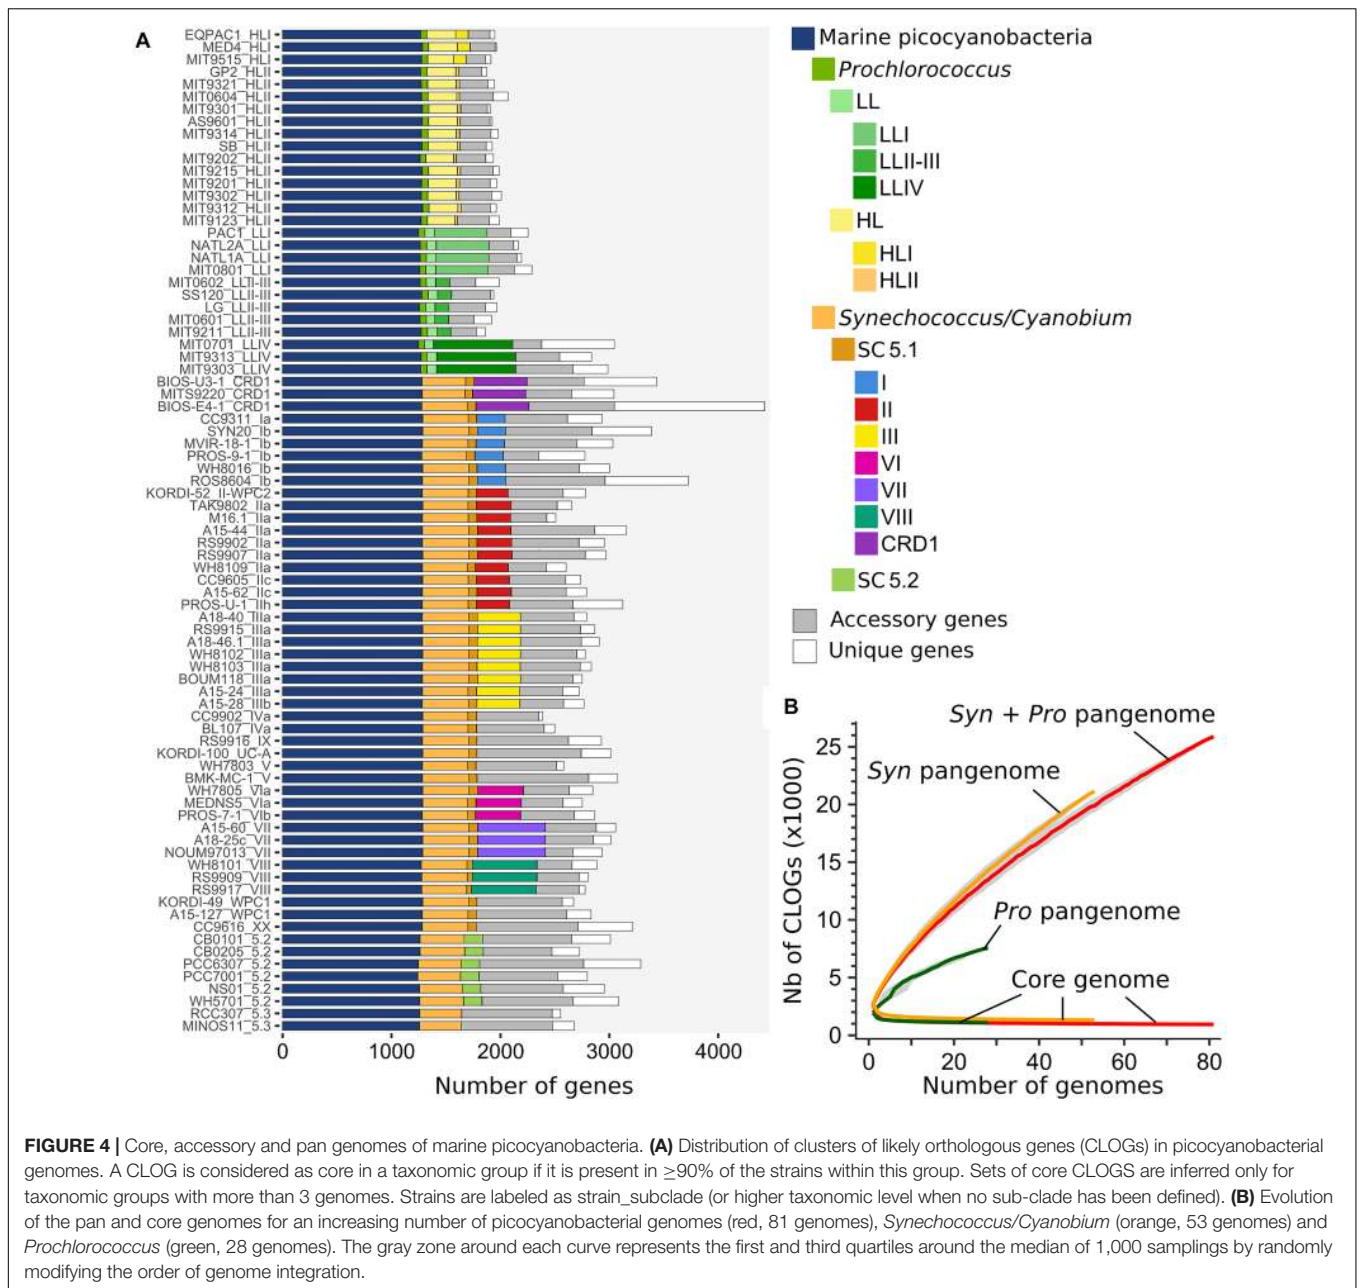 A
EQPAC1_HLI
MED4_HLI
MIT9515_HLI
GP2_HLII
MIT9321_HLII
MIT0604_HLII
MIT9301_HLII
AS9601_HLII
MIT9314_HLII
SB_HLII
MIT9202_HLII
MIT9215_HLII
MIT9201_HLII
MIT9302_HLII
MIT9312_HLII
MIT9123_HLII
PAC1_LLI
NATL2A_LLI
NATL1A_LLI
MIT0801_LLI
MIT0602_LLII-III
SS120_LLII-III
LG_LLII-III
MIT0601_LLII-III
MIT9211_LLII-III
MIT0701_LLIV
MIT9313_LLIV
MIT9303_LLIV
BIOS-U3-1_CRD1
MITS9220_CRD1
BIOS-E4-1_CRD1
CC9311_Ia
SYN20_Ib
MVIR-18-1_Ib
PROS-9-1_Ib
WH8016_Ib
ROS8604_Ib
KORDI-52_II-WPC2
TAK9802_IIa
M16.1_IIa
A15-44_IIa
RS9902_IIa
RS9907_IIa
WH8109_IIa
CC9605_IIc
A15-62_IIc
PROS-U-1_IIh
A18-40_IIIa
RS9915_IIIa
A18-46.1_IIIa
WH8102_IIIa
WH8103_IIIa
BOUM118_IIIa
A15-24_IIIa
A15-28_IIIb
CC9902_IVa
BL107_IVa
RS9916_IX
KORDI-100_UC-A
WH7803_V
BMK-MC-1_V
WH7805_VIa
MEDNS5_VIa
PROS-7-1_VIb
A15-60_VII
A18-25c_VII
NOUM97013_VII
WH8101_VIII
RS9909_VIII
RS9917_VIII
KORDI-49_WPC1
A15-127_WPC1
CC9616_XX
CB0101_5.2
CB0205_5.2
PCC6307_5.2
PCC7001_5.2
NS01_5.2
WH5701_5.2
RCC307_5.3
MINOS11_5.3
0 1000 2000 3000 4000
Number of genes
Marine picocyanobacteria
Prochlorococcus
LL
LLI
LLII-III
LLIV
HL
HLI
HLII
Synechococcus/Cyanobium
SC 5.1
I
II
III
VI
VII
VIII
CRD1
SC 5.2
Accessory genes
Unique genes
B
Syn + Pro pangenome
Syn pangenome
Pro pangenome
Core genome
Nb of CLOGs (x1000)
25
20
15
10
5
0
0 20 40 60 80
Number of genomes
FIGURE 4 | Core, accessory and pan genomes of marine picocyanobacteria. (A) Distribution of clusters of likely orthologous genes (CLOGs) in picocyanobacterial
genomes. A CLOG is considered as core in a taxonomic group if it is present in ≥90% of the strains within this group. Sets of core CLOGS are inferred only for
taxonomic groups with more than 3 genomes. Strains are labeled as strain_subclade (or higher taxonomic level when no sub-clade has been defined). (B) Evolution
of the pan and core genomes for an increasing number of picocyanobacterial genomes (red, 81 genomes), Synechococcus/Cyanobium (orange, 53 genomes) and
Prochlorococcus (green, 28 genomes). The gray zone around each curve represents the first and third quartiles around the median of 1,000 samplings by randomly
modifying the order of genome integration.